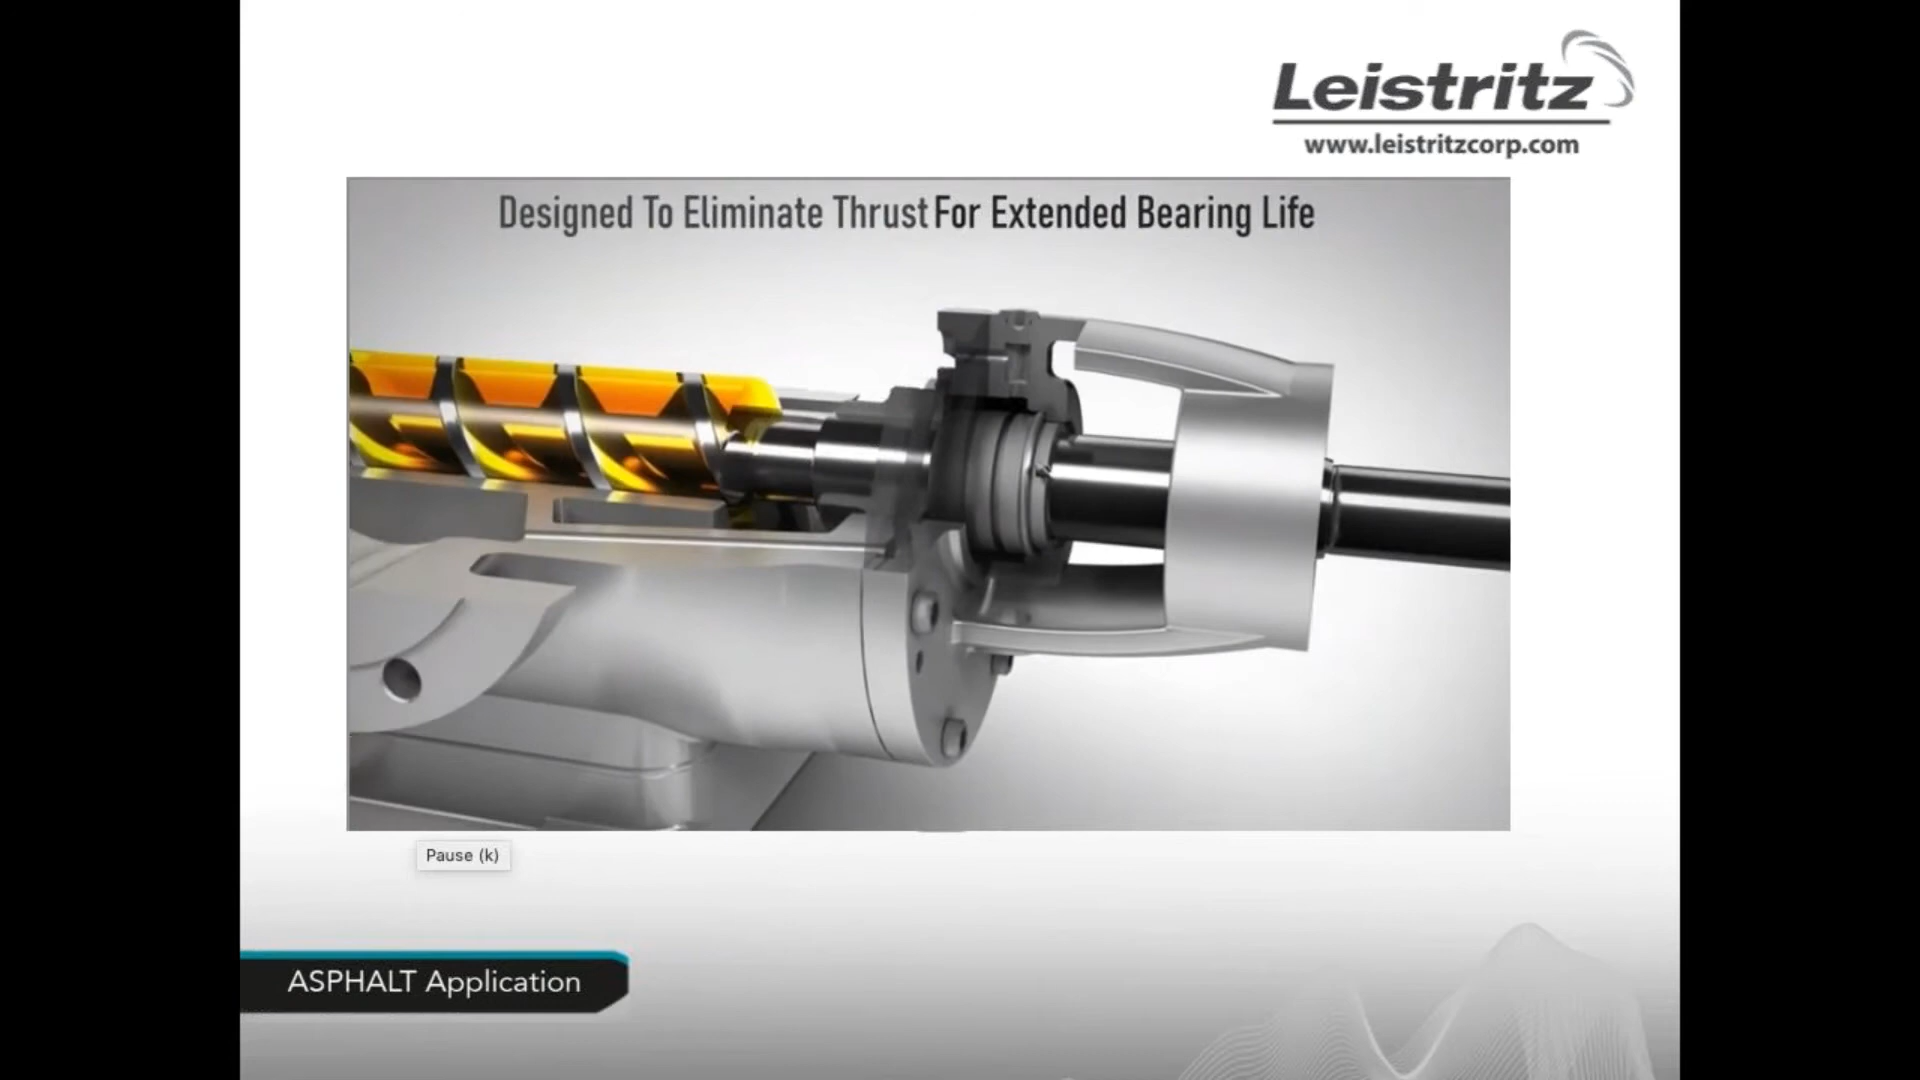 Leistritz
www.leistritzcorp.com
Designed To Eliminate Thrust For Extended Bearing Life
Pause (k)
ASPHALT Application